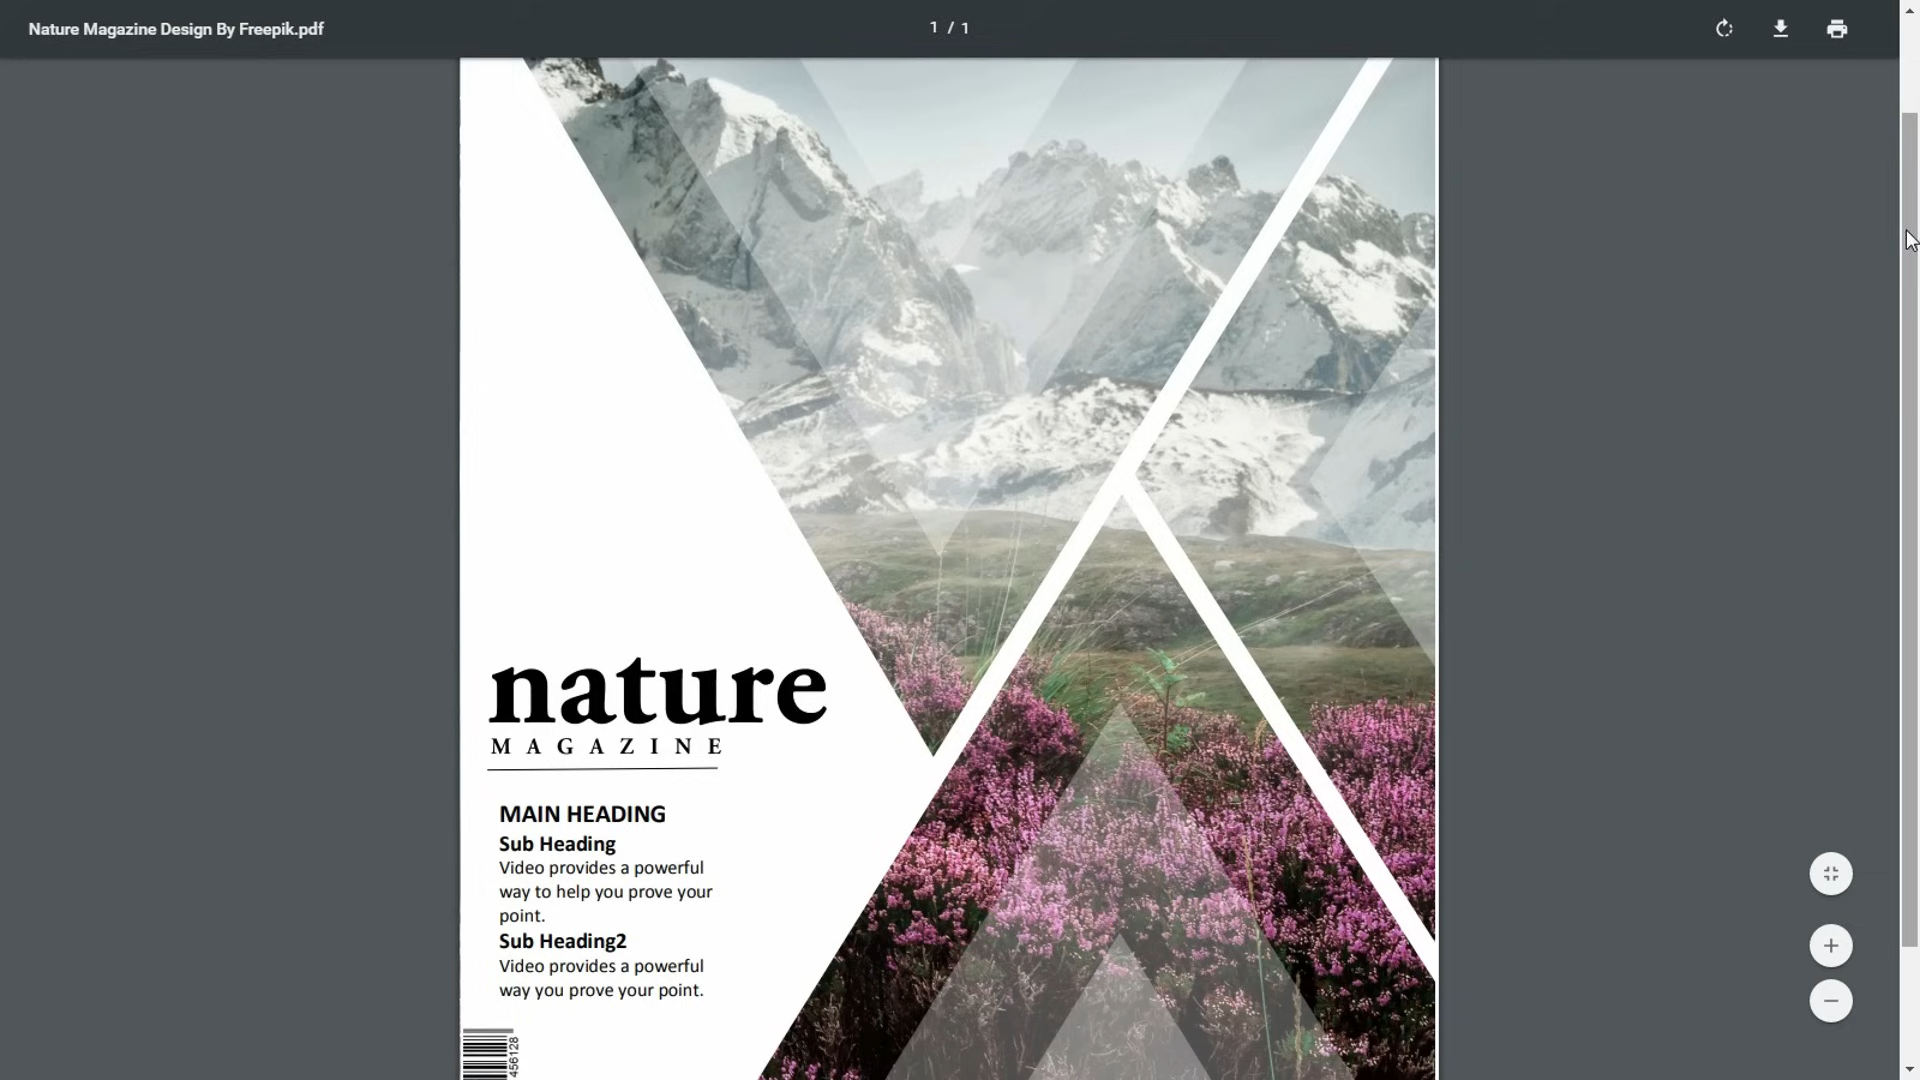 Nature Magazine Design By Freepik.pdf
1 / 1
nature
MAGAZINE
MAIN HEADING
Sub Heading
Video provides a powerful
way to help you prove your
point.
Sub Heading2
Video provides a powerful
way you prove your point.
456128